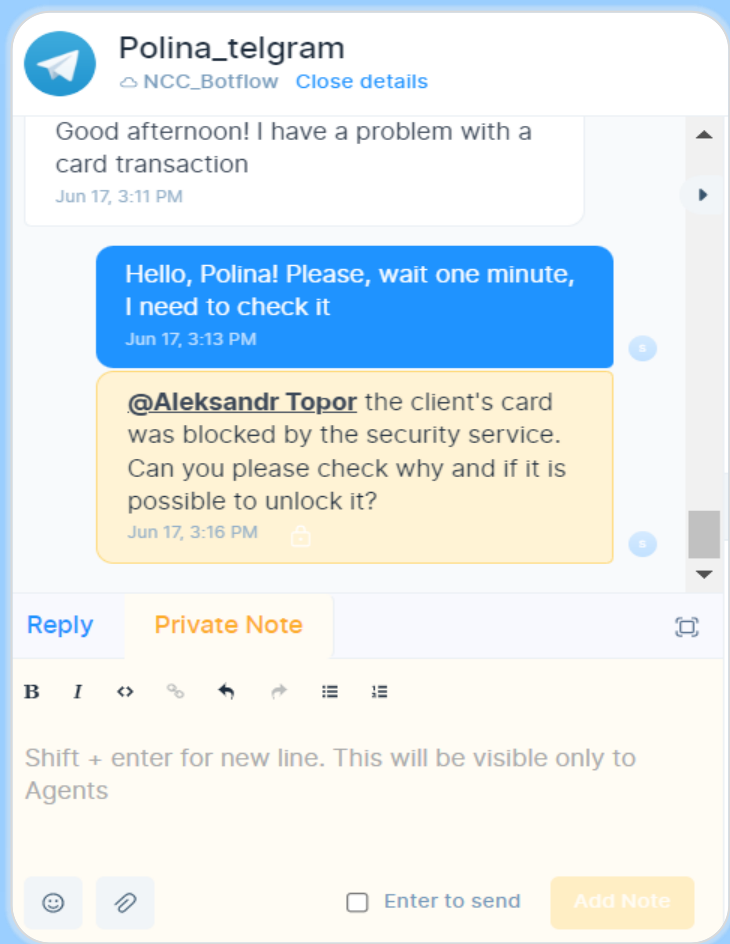 Polina_telgram
NCC_Botflow Close details
Good afternoon! I have a problem with a
card transaction
Jun 17, 3:11 PM
Hello, Polina! Please, wait one minute,
I need to check it
Jun 17, 3:13 PM
S
@Aleksandr Topor the client's card
was blocked by the security service.
Can you please check why and if it is
possible to unlock it?
Jun 17, 3:16 PM
S
Reply Private Note
B I <>
Shift + enter for new line. This will be visible only to
Agents
Enter to send Add Note